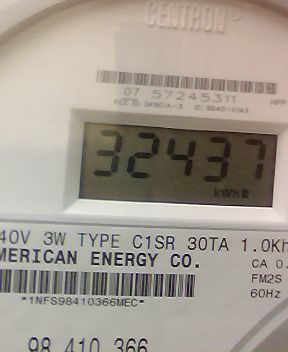 CENTRON®
07 57245311
32437
kWh
40V 3W TYPE C1SR 30TA 1.0Kh
MERICAN ENERGY CO.
CA 0.
FM2S
*1NFS98410366MEC*
60Hz
98 410 366